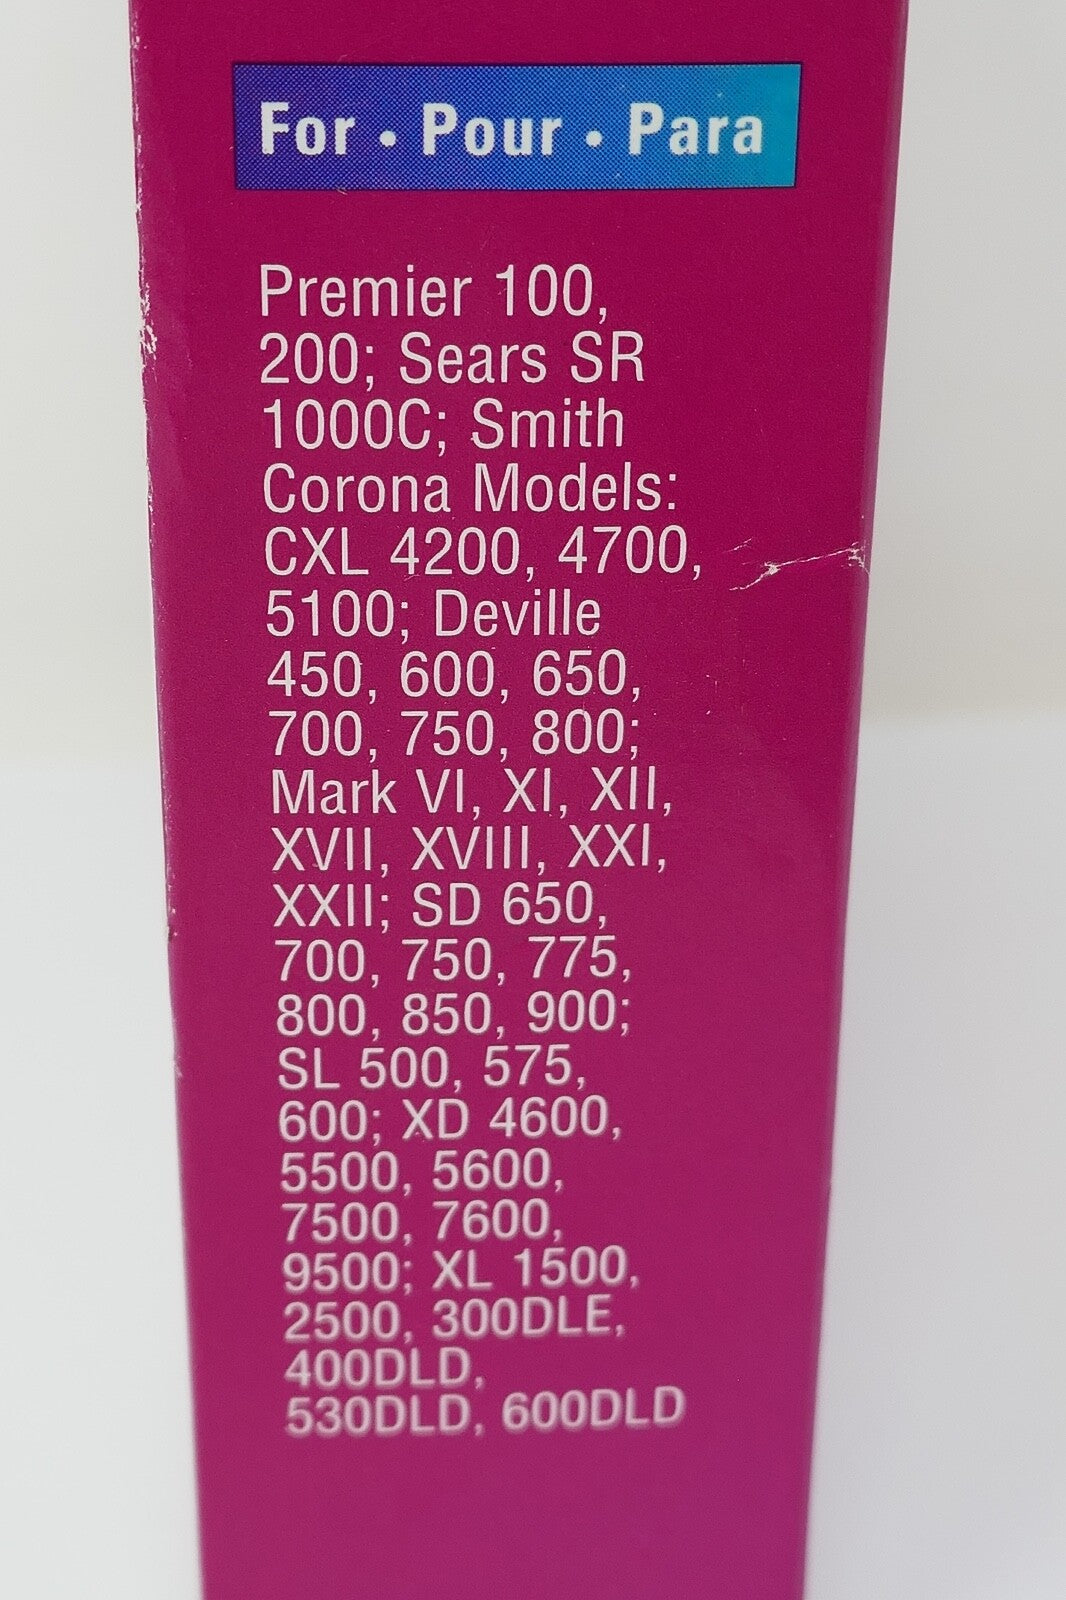 For • Pour • Para
Premier 100,
200; Sears SR
1000C; Smith
Corona Models:
CXL 4200, 4700,
5100; Deville
450, 600, 650,
700, 750, 800;
Mark VI, XI, XII,
XVII, XVIII, XXI,
XXII; SD 650,
700, 750, 775,
800, 850, 900;
SL 500, 575,
600; XD 4600,
5500, 5600,
7500, 7600,
9500; XL 1500,
2500, 300DLE,
400DLD,
530DLD, 600DLD